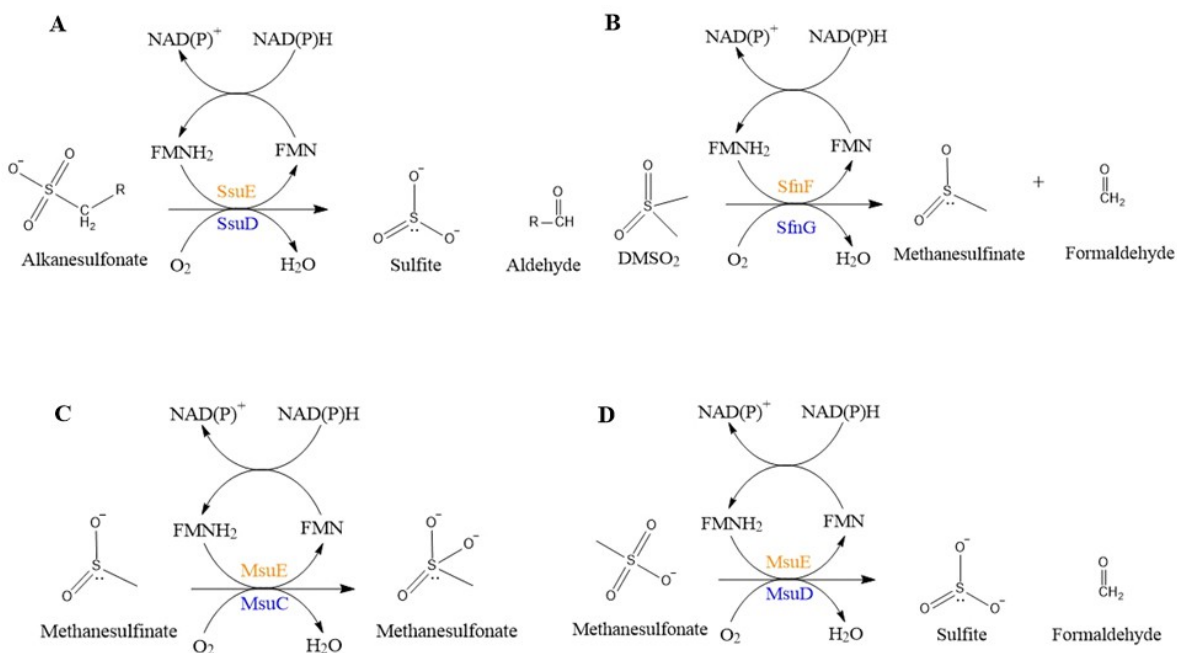 A
NAD(P)+ NAD(P)H
FMNH2 FMN
O−
O
S
O
C
H2
R
SsuE
SsuD
O2 H2O
Alkanesulfonate
O−
S
O
O−
Sulfite
O
R—CH
Aldehyde
B
NAD(P)+ NAD(P)H
FMNH2 FMN
O
S
O
DMSO2
SfnF
SfnG
O2 H2O
O
S
O
Methanesulfinate
+
O
CH2
Formaldehyde
C
NAD(P)+ NAD(P)H
FMNH2 FMN
O−
S
O
Methanesulfinate
MsuE
MsuC
O2 H2O
O−
O−
S
O
Methanesulfonate
D
NAD(P)+ NAD(P)H
FMNH2 FMN
O
S
O
O−
Methanesulfonate
MsuE
MsuD
O2 H2O
O−
S
O
O−
Sulfite
O
CH2
Formaldehyde